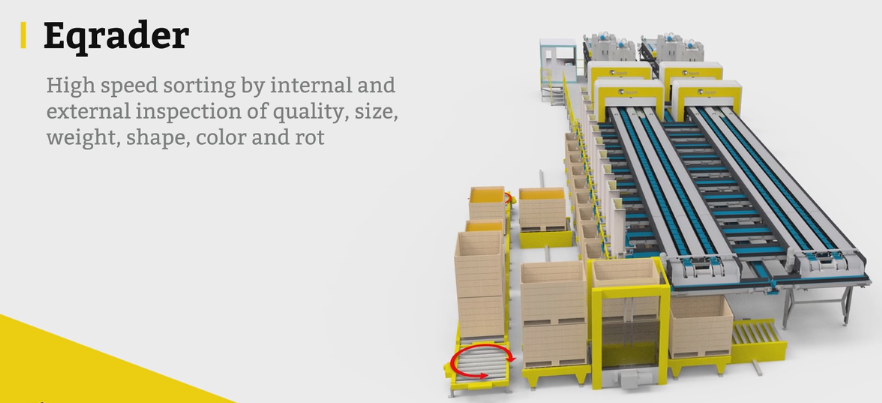 Eqrader
High speed sorting by internal and
external inspection of quality, size,
weight, shape, color and rot